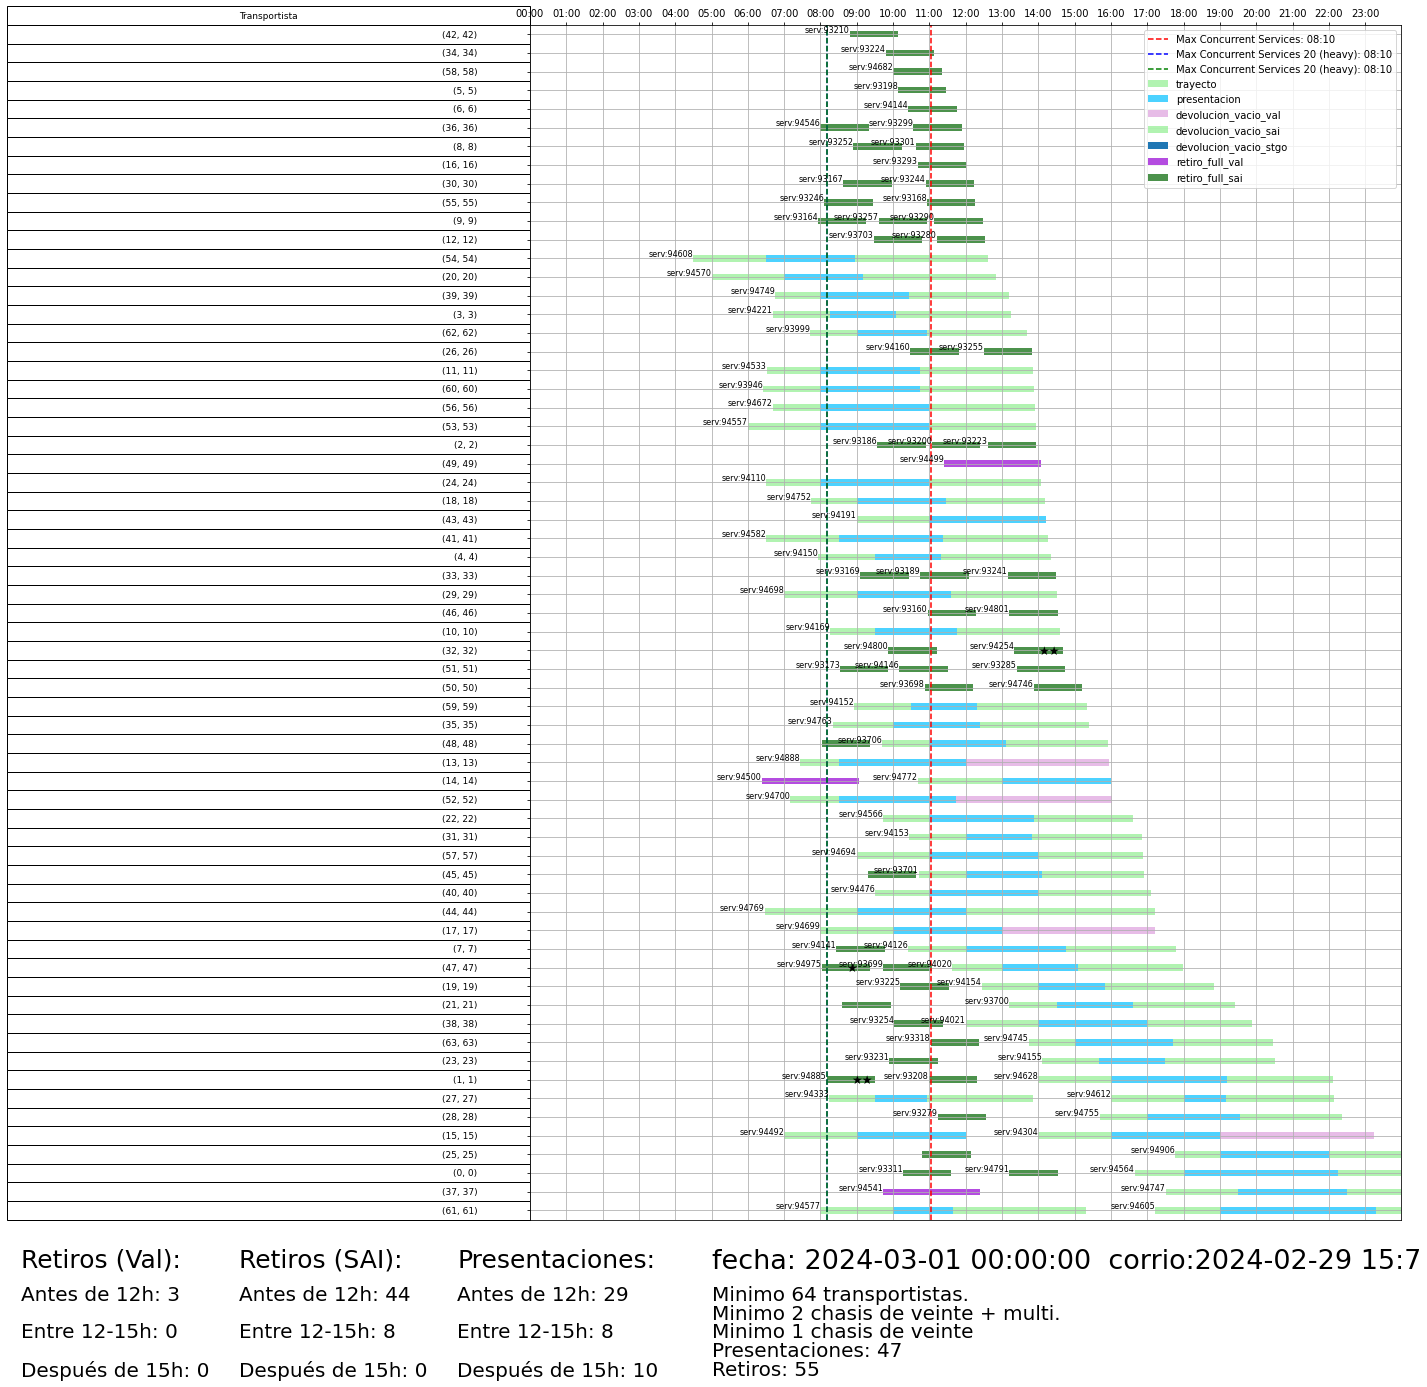 Transportista 00:00 01:00 02:00 03:00 04:00 05:00 06:00 07:00 08:00 09:00 10:00 11:00 12:00 13:00 14:00 15:00 16:00 17:00 18:00 19:00 20:00 21:00 22:00 23:00
Max Concurrent Services: 08:10
Max Concurrent Services 20 (heavy): 08:10
Max Concurrent Services 20 (heavy): 08:10
trayecto
presentacion
devolucion_vacio_val
devolucion_vacio_sai
devolucion_vacio_stgo
retiro_full_val
retiro_full_sai
(42, 42) serv:93210
(34, 34) serv:93224
(58, 58) serv:94682
(5, 5) serv:93198
(6, 6) serv:94144
(36, 36) serv:94546 serv:93299
(8, 8) serv:93252 serv:93301
(16, 16) serv:93293
(30, 30) serv:93167 serv:93244
(55, 55) serv:93246 serv:93168
(9, 9) serv:93164 serv:93257 serv:93290
(12, 12) serv:93703 serv:93280
(54, 54) serv:94608
(20, 20) serv:94570
(39, 39) serv:94749
(3, 3) serv:94221
(62, 62) serv:93999
(26, 26) serv:94160 serv:93255
(11, 11) serv:94533
(60, 60) serv:93946
(56, 56) serv:94672
(53, 53) serv:94557
(2, 2) serv:93186 serv:93200 serv:93223
(49, 49) serv:94499
(24, 24) serv:94110
(18, 18) serv:94752
(43, 43) serv:94191
(41, 41) serv:94582
(4, 4) serv:94150
(33, 33) serv:93169 serv:93189 serv:93241
(29, 29) serv:94698
(46, 46) serv:93160 serv:94801
(10, 10) serv:94169
(32, 32) serv:94800 serv:94254
(51, 51) serv:93173 serv:94146 serv:93285
(50, 50) serv:93698 serv:94746
(59, 59) serv:94152
(35, 35) serv:94763
(48, 48) serv:93706
(13, 13) serv:94888
(14, 14) serv:94500 serv:94772
(52, 52) serv:94700
(22, 22) serv:94566
(31, 31) serv:94153
(57, 57) serv:94694
(45, 45) serv:93701
(40, 40) serv:94476
(44, 44) serv:94769
(17, 17) serv:94699
(7, 7) serv:94141 serv:94126
(47, 47) serv:94975 serv:93699 serv:94020
(19, 19) serv:93225 serv:94154
(21, 21) serv:93700
(38, 38) serv:93254 serv:94021
(63, 63) serv:93318 serv:94745
(23, 23) serv:93231 serv:94155
(1, 1) serv:94885 serv:93208 serv:94628
(27, 27) serv:94333 serv:94612
(28, 28) serv:93279 serv:94755
(15, 15) serv:94492 serv:94304
(25, 25) serv:94906
(0, 0) serv:93311 serv:94791 serv:94564
(37, 37) serv:94541 serv:94747
(61, 61) serv:94577 serv:94605
Retiros (Val):
Antes de 12h: 3
Entre 12-15h: 0
Después de 15h: 0
Retiros (SAI):
Antes de 12h: 44
Entre 12-15h: 8
Después de 15h: 0
Presentaciones:
Antes de 12h: 29
Entre 12-15h: 8
Después de 15h: 10
fecha: 2024-03-01 00:00:00 corrio:2024-02-29 15:7
Minimo 64 transportistas.
Minimo 2 chasis de veinte + multi.
Minimo 1 chasis de veinte
Presentaciones: 47
Retiros: 55